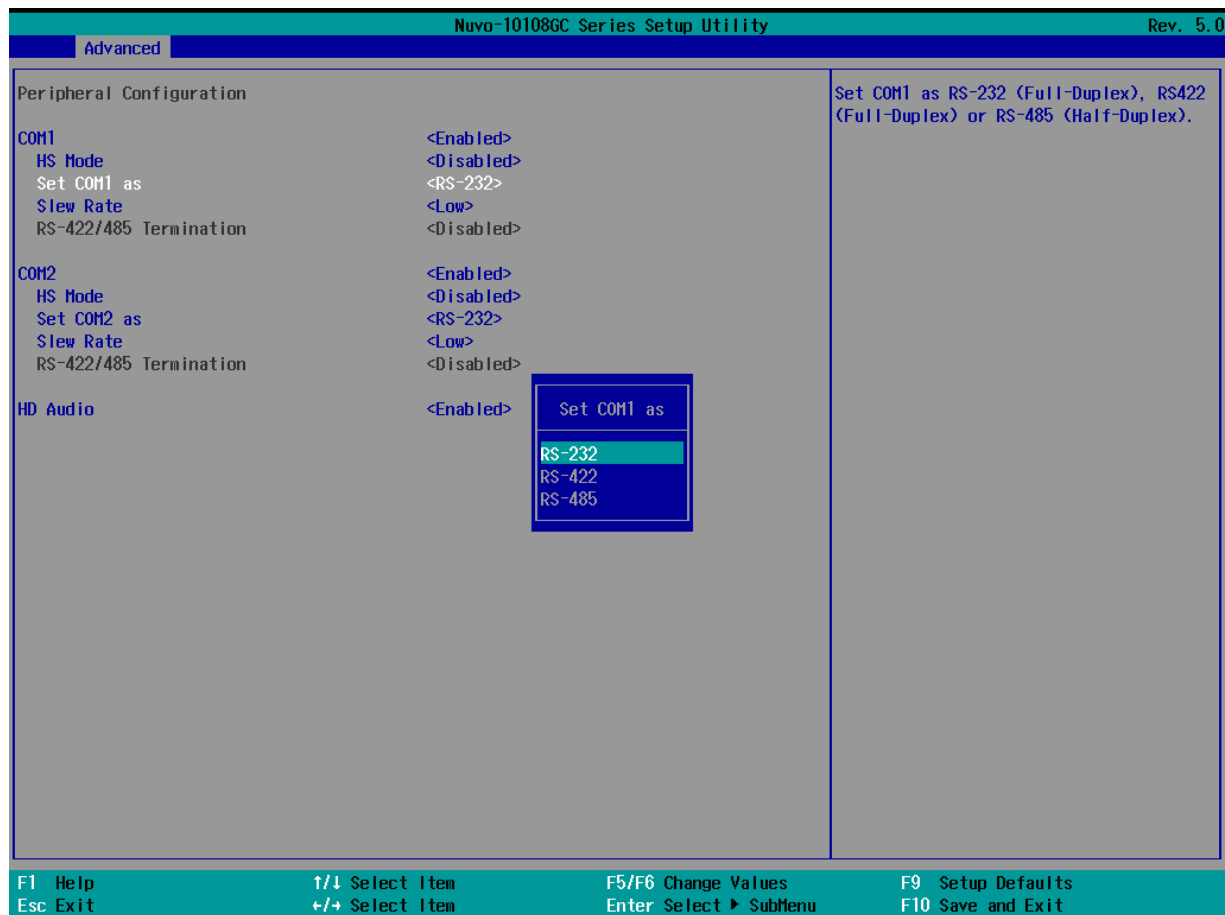 Nuvo-10108GC Series Setup Utility Rev. 5.0
Advanced
Peripheral Configuration
COM1 <Enabled>
HS Mode <Disabled>
Set COM1 as <RS-232>
Slew Rate <Low>
RS-422/485 Termination <Disabled>
COM2 <Enabled>
HS Mode <Disabled>
Set COM2 as <RS-232>
Slew Rate <Low>
RS-422/485 Termination <Disabled>
HD Audio <Enabled>
Set COM1 as
RS-232
RS-422
RS-485
Set COM1 as RS-232 (Full-Duplex), RS422
(Full-Duplex) or RS-485 (Half-Duplex).
F1 Help ↑/↓ Select Item F5/F6 Change Values F9 Setup Defaults
Esc Exit ←/→ Select Item Enter Select ▶ SubMenu F10 Save and Exit